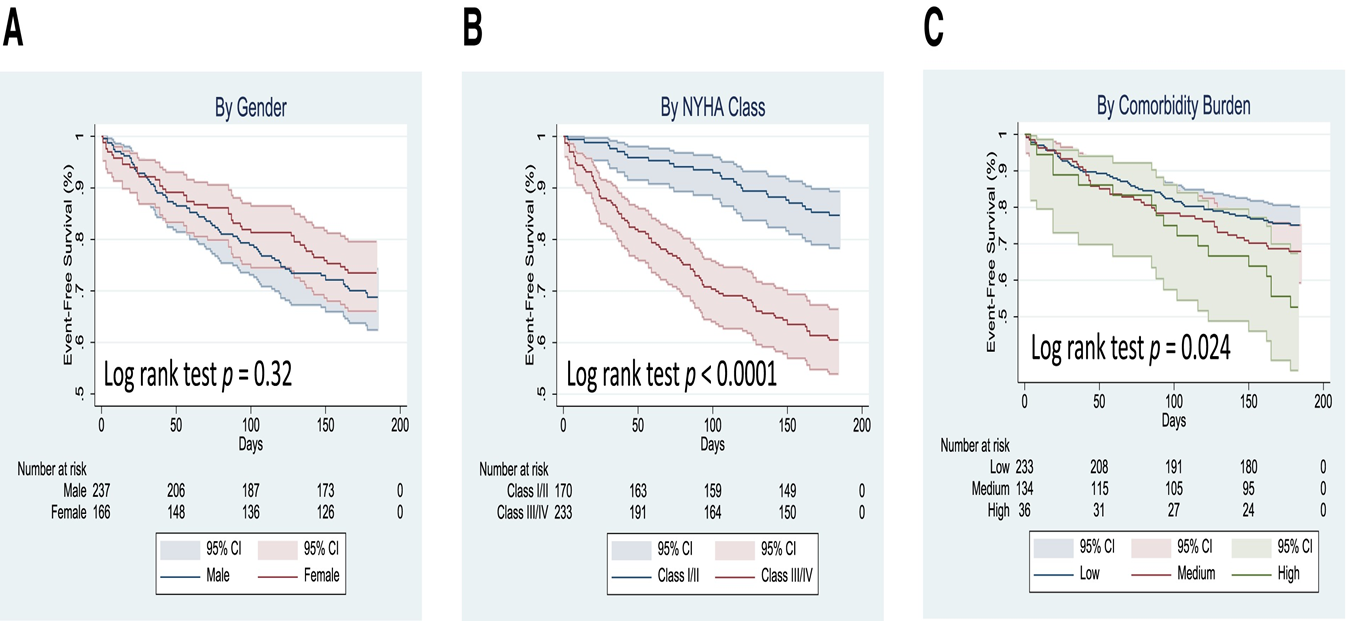 A
By Gender
Event-Free Survival (%)
1
.9
.8
.7
.6
.5
Log rank test p = 0.32
0 50 100 150 200
Days
Number at risk
Male 237 206 187 173 0
Female 166 148 136 126 0
95% CI 95% CI
Male Female
B
By NYHA Class
Event-Free Survival (%)
1
.9
.8
.7
.6
.5
Log rank test p < 0.0001
0 50 100 150 200
Days
Number at risk
Class I/II 170 163 159 149 0
Class III/IV 233 191 164 150 0
95% CI 95% CI
Class I/II Class III/IV
C
By Comorbidity Burden
Event-Free Survival (%)
1
.9
.8
.7
.6
.5
Log rank test p = 0.024
0 50 100 150 200
Days
Number at risk
Low 233 208 191 180 0
Medium 134 115 105 95 0
High 36 31 27 24 0
95% CI 95% CI 95% CI
Low Medium High